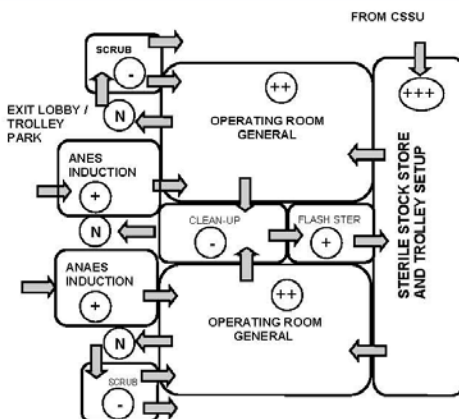 FROM CSSU
SCRUB
-
++
+++
EXIT LOBBY /
TROLLEY
PARK
N
OPERATING ROOM
GENERAL
ANES
INDUCTION
+
STERILE STOCK STORE
AND TROLLEY SETUP
N
CLEAN-UP
-
FLASH STER
+
ANAES
INDUCTION
+
++
OPERATING ROOM
GENERAL
N
SCRUB
-